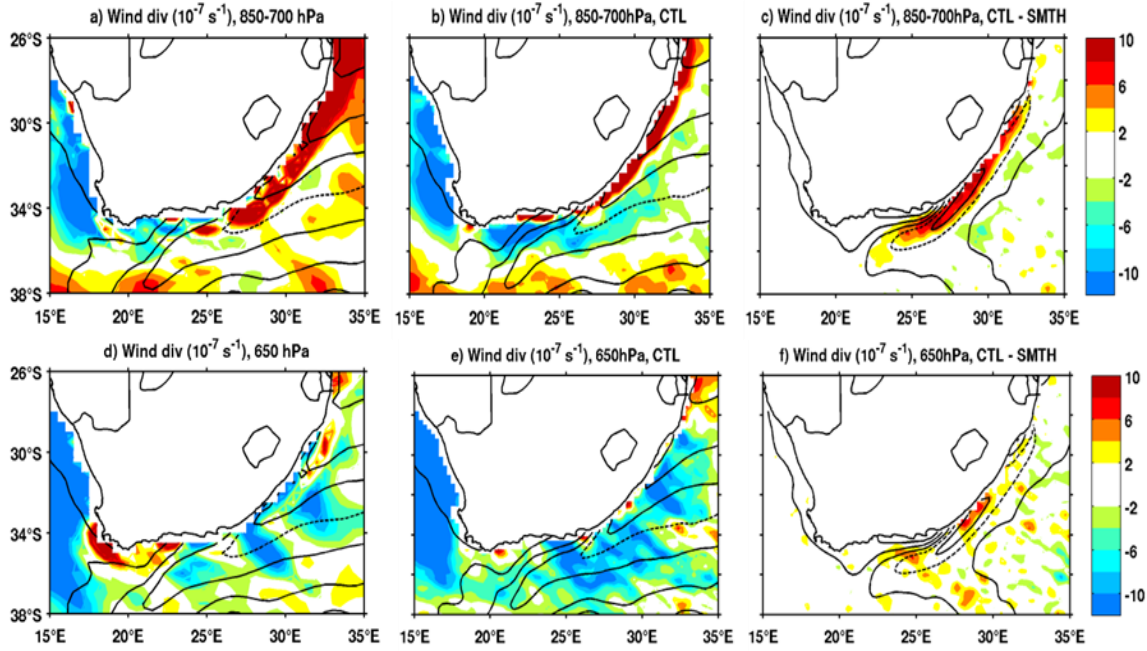 a) Wind div (10⁻⁷ s⁻¹), 850-700 hPa
b) Wind div (10⁻⁷ s⁻¹), 850-700hPa, CTL
c) Wind div (10⁻⁷ s⁻¹), 850-700hPa, CTL - SMTH
26°S
30°S
34°S
38°S
15°E 20°E 25°E 30°E 35°E
15°E 20°E 25°E 30°E 35°E
15°E 20°E 25°E 30°E 35°E
10
6
2
-2
-6
-10
d) Wind div (10⁻⁷ s⁻¹), 650 hPa
e) Wind div (10⁻⁷ s⁻¹), 650hPa, CTL
f) Wind div (10⁻⁷ s⁻¹), 650hPa, CTL - SMTH
26°S
30°S
34°S
38°S
15°E 20°E 25°E 30°E 35°E
15°E 20°E 25°E 30°E 35°E
15°E 20°E 25°E 30°E 35°E
10
6
2
-2
-6
-10